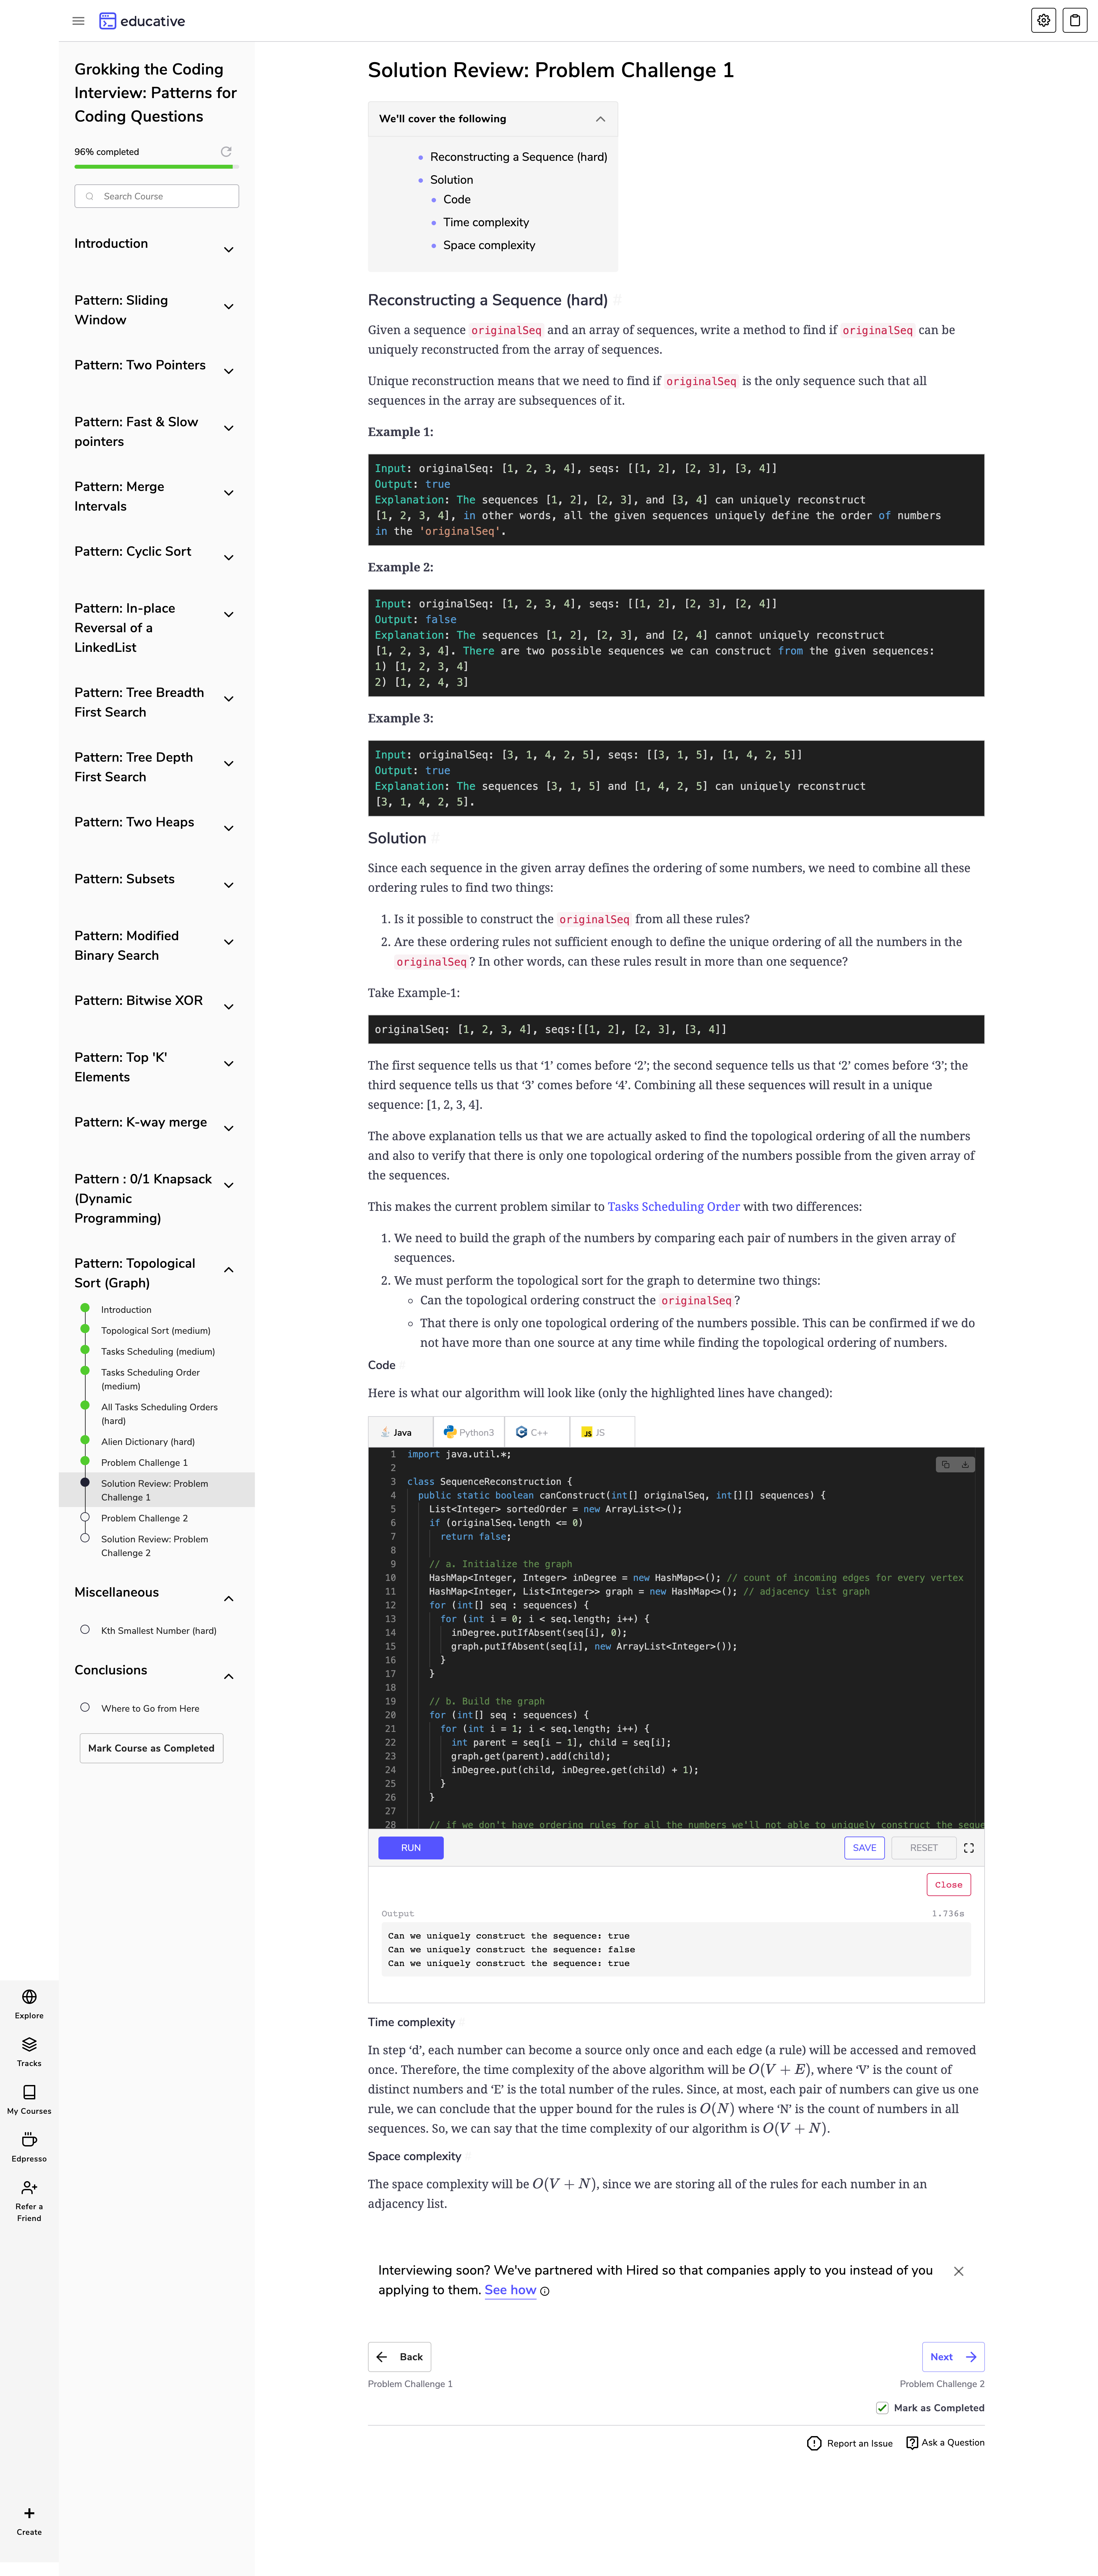 educative
Grokking the Coding
Interview: Patterns for
Coding Questions
96% completed
Search Course
Introduction
Pattern: Sliding
Window
Pattern: Two Pointers
Pattern: Fast & Slow
pointers
Pattern: Merge
Intervals
Pattern: Cyclic Sort
Pattern: In-place
Reversal of a
LinkedList
Pattern: Tree Breadth
First Search
Pattern: Tree Depth
First Search
Pattern: Two Heaps
Pattern: Subsets
Pattern: Modified
Binary Search
Pattern: Bitwise XOR
Pattern: Top 'K'
Elements
Pattern: K-way merge
Pattern : 0/1 Knapsack
(Dynamic
Programming)
Pattern: Topological
Sort (Graph)
Introduction
Topological Sort (medium)
Tasks Scheduling (medium)
Tasks Scheduling Order
(medium)
All Tasks Scheduling Orders
(hard)
Alien Dictionary (hard)
Problem Challenge 1
Solution Review: Problem
Challenge 1
Problem Challenge 2
Solution Review: Problem
Challenge 2
Miscellaneous
Kth Smallest Number (hard)
Conclusions
Where to Go from Here
Mark Course as Completed
Explore
Tracks
My Courses
Edpresso
Refer a
Friend
Create
Solution Review: Problem Challenge 1
We'll cover the following
Reconstructing a Sequence (hard)
Solution
Code
Time complexity
Space complexity
Reconstructing a Sequence (hard) #
Given a sequence originalSeq and an array of sequences, write a method to find if originalSeq can be
uniquely reconstructed from the array of sequences.
Unique reconstruction means that we need to find if originalSeq is the only sequence such that all
sequences in the array are subsequences of it.
Example 1:
Input: originalSeq: [1, 2, 3, 4], seqs: [[1, 2], [2, 3], [3, 4]]
Output: true
Explanation: The sequences [1, 2], [2, 3], and [3, 4] can uniquely reconstruct
[1, 2, 3, 4], in other words, all the given sequences uniquely define the order of numbers
in the 'originalSeq'.
Example 2:
Input: originalSeq: [1, 2, 3, 4], seqs: [[1, 2], [2, 3], [2, 4]]
Output: false
Explanation: The sequences [1, 2], [2, 3], and [2, 4] cannot uniquely reconstruct
[1, 2, 3, 4]. There are two possible sequences we can construct from the given sequences:
1) [1, 2, 3, 4]
2) [1, 2, 4, 3]
Example 3:
Input: originalSeq: [3, 1, 4, 2, 5], seqs: [[3, 1, 5], [1, 4, 2, 5]]
Output: true
Explanation: The sequences [3, 1, 5] and [1, 4, 2, 5] can uniquely reconstruct
[3, 1, 4, 2, 5].
Solution #
Since each sequence in the given array defines the ordering of some numbers, we need to combine all these
ordering rules to find two things:
1. Is it possible to construct the originalSeq from all these rules?
2. Are these ordering rules not sufficient enough to define the unique ordering of all the numbers in the
originalSeq ? In other words, can these rules result in more than one sequence?
Take Example-1:
originalSeq: [1, 2, 3, 4], seqs:[[1, 2], [2, 3], [3, 4]]
The first sequence tells us that ‘1’ comes before ‘2’; the second sequence tells us that ‘2’ comes before ‘3’; the
third sequence tells us that ‘3’ comes before ‘4’. Combining all these sequences will result in a unique
sequence: [1, 2, 3, 4].
The above explanation tells us that we are actually asked to find the topological ordering of all the numbers
and also to verify that there is only one topological ordering of the numbers possible from the given array of
the sequences.
This makes the current problem similar to Tasks Scheduling Order with two differences:
1. We need to build the graph of the numbers by comparing each pair of numbers in the given array of
sequences.
2. We must perform the topological sort for the graph to determine two things:
Can the topological ordering construct the originalSeq ?
That there is only one topological ordering of the numbers possible. This can be confirmed if we do
not have more than one source at any time while finding the topological ordering of numbers.
Code #
Here is what our algorithm will look like (only the highlighted lines have changed):
Java Python3 C++ JS
1 import java.util.*;
2
3 class SequenceReconstruction {
4 public static boolean canConstruct(int[] originalSeq, int[][] sequences) {
5 List<Integer> sortedOrder = new ArrayList<>();
6 if (originalSeq.length <= 0)
7 return false;
8
9 // a. Initialize the graph
10 HashMap<Integer, Integer> inDegree = new HashMap<>(); // count of incoming edges for every vertex
11 HashMap<Integer, List<Integer>> graph = new HashMap<>(); // adjacency list graph
12 for (int[] seq : sequences) {
13 for (int i = 0; i < seq.length; i++) {
14 inDegree.putIfAbsent(seq[i], 0);
15 graph.putIfAbsent(seq[i], new ArrayList<Integer>());
16 }
17 }
18
19 // b. Build the graph
20 for (int[] seq : sequences) {
21 for (int i = 1; i < seq.length; i++) {
22 int parent = seq[i - 1], child = seq[i];
23 graph.get(parent).add(child);
24 inDegree.put(child, inDegree.get(child) + 1);
25 }
26 }
27
28 // if we don't have ordering rules for all the numbers we'll not able to uniquely construct the seque
RUN
SAVE
RESET
Close
Output
1.736s
Can we uniquely construct the sequence: true
Can we uniquely construct the sequence: false
Can we uniquely construct the sequence: true
Time complexity #
In step ‘d’, each number can become a source only once and each edge (a rule) will be accessed and removed
once. Therefore, the time complexity of the above algorithm will be O(V + E), where ‘V’ is the count of
distinct numbers and ‘E’ is the total number of the rules. Since, at most, each pair of numbers can give us one
rule, we can conclude that the upper bound for the rules is O(N) where ‘N’ is the count of numbers in all
sequences. So, we can say that the time complexity of our algorithm is O(V + N).
Space complexity #
The space complexity will be O(V + N), since we are storing all of the rules for each number in an
adjacency list.
Interviewing soon? We've partnered with Hired so that companies apply to you instead of you
applying to them. See how
Back
Next
Problem Challenge 1
Problem Challenge 2
Mark as Completed
Report an Issue
Ask a Question